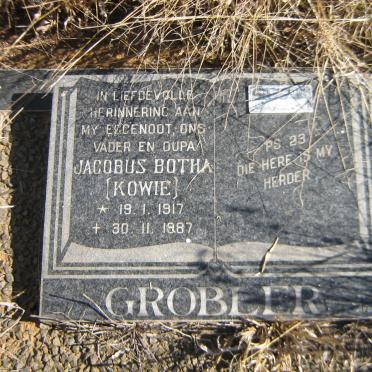 IN LIEFDEVOLLE
HERINNERING AAN
MY EGGENOOT, ONS
VADER EN OUPA
JACOBUS BOTHA
(KOWIE)
* 19.1.1917
+ 30.11.1987
PS 23
DIE HERE IS MY
HERDER
GROBLER